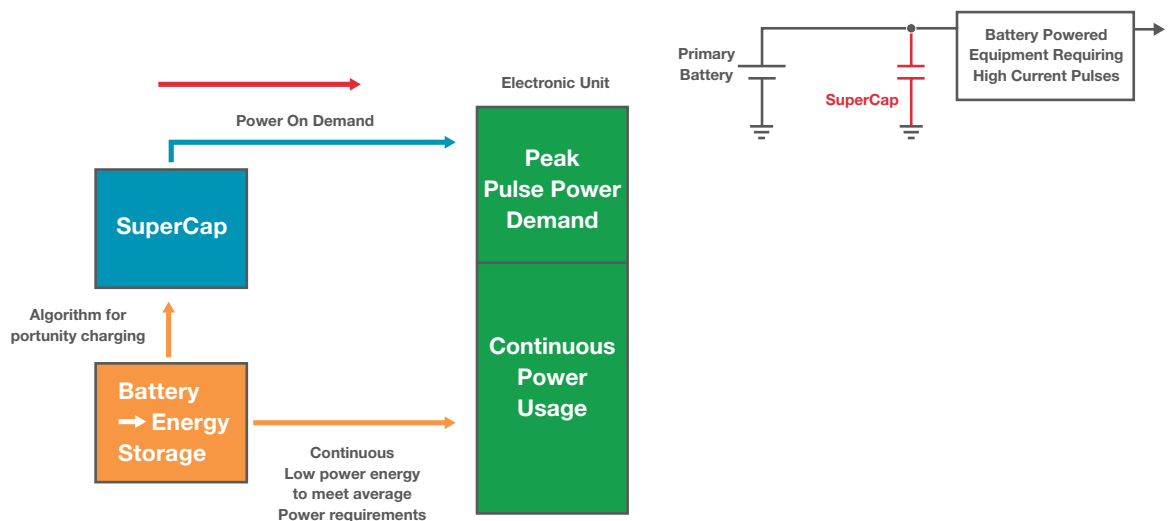 Power On Demand
SuperCap
Algorithm for
portunity charging
Battery
Energy
Storage
Continuous
Low power energy
to meet average
Power requirements
Electronic Unit
Peak
Pulse Power
Demand
Continuous
Power
Usage
Primary
Battery
SuperCap
Battery Powered
Equipment Requiring
High Current Pulses